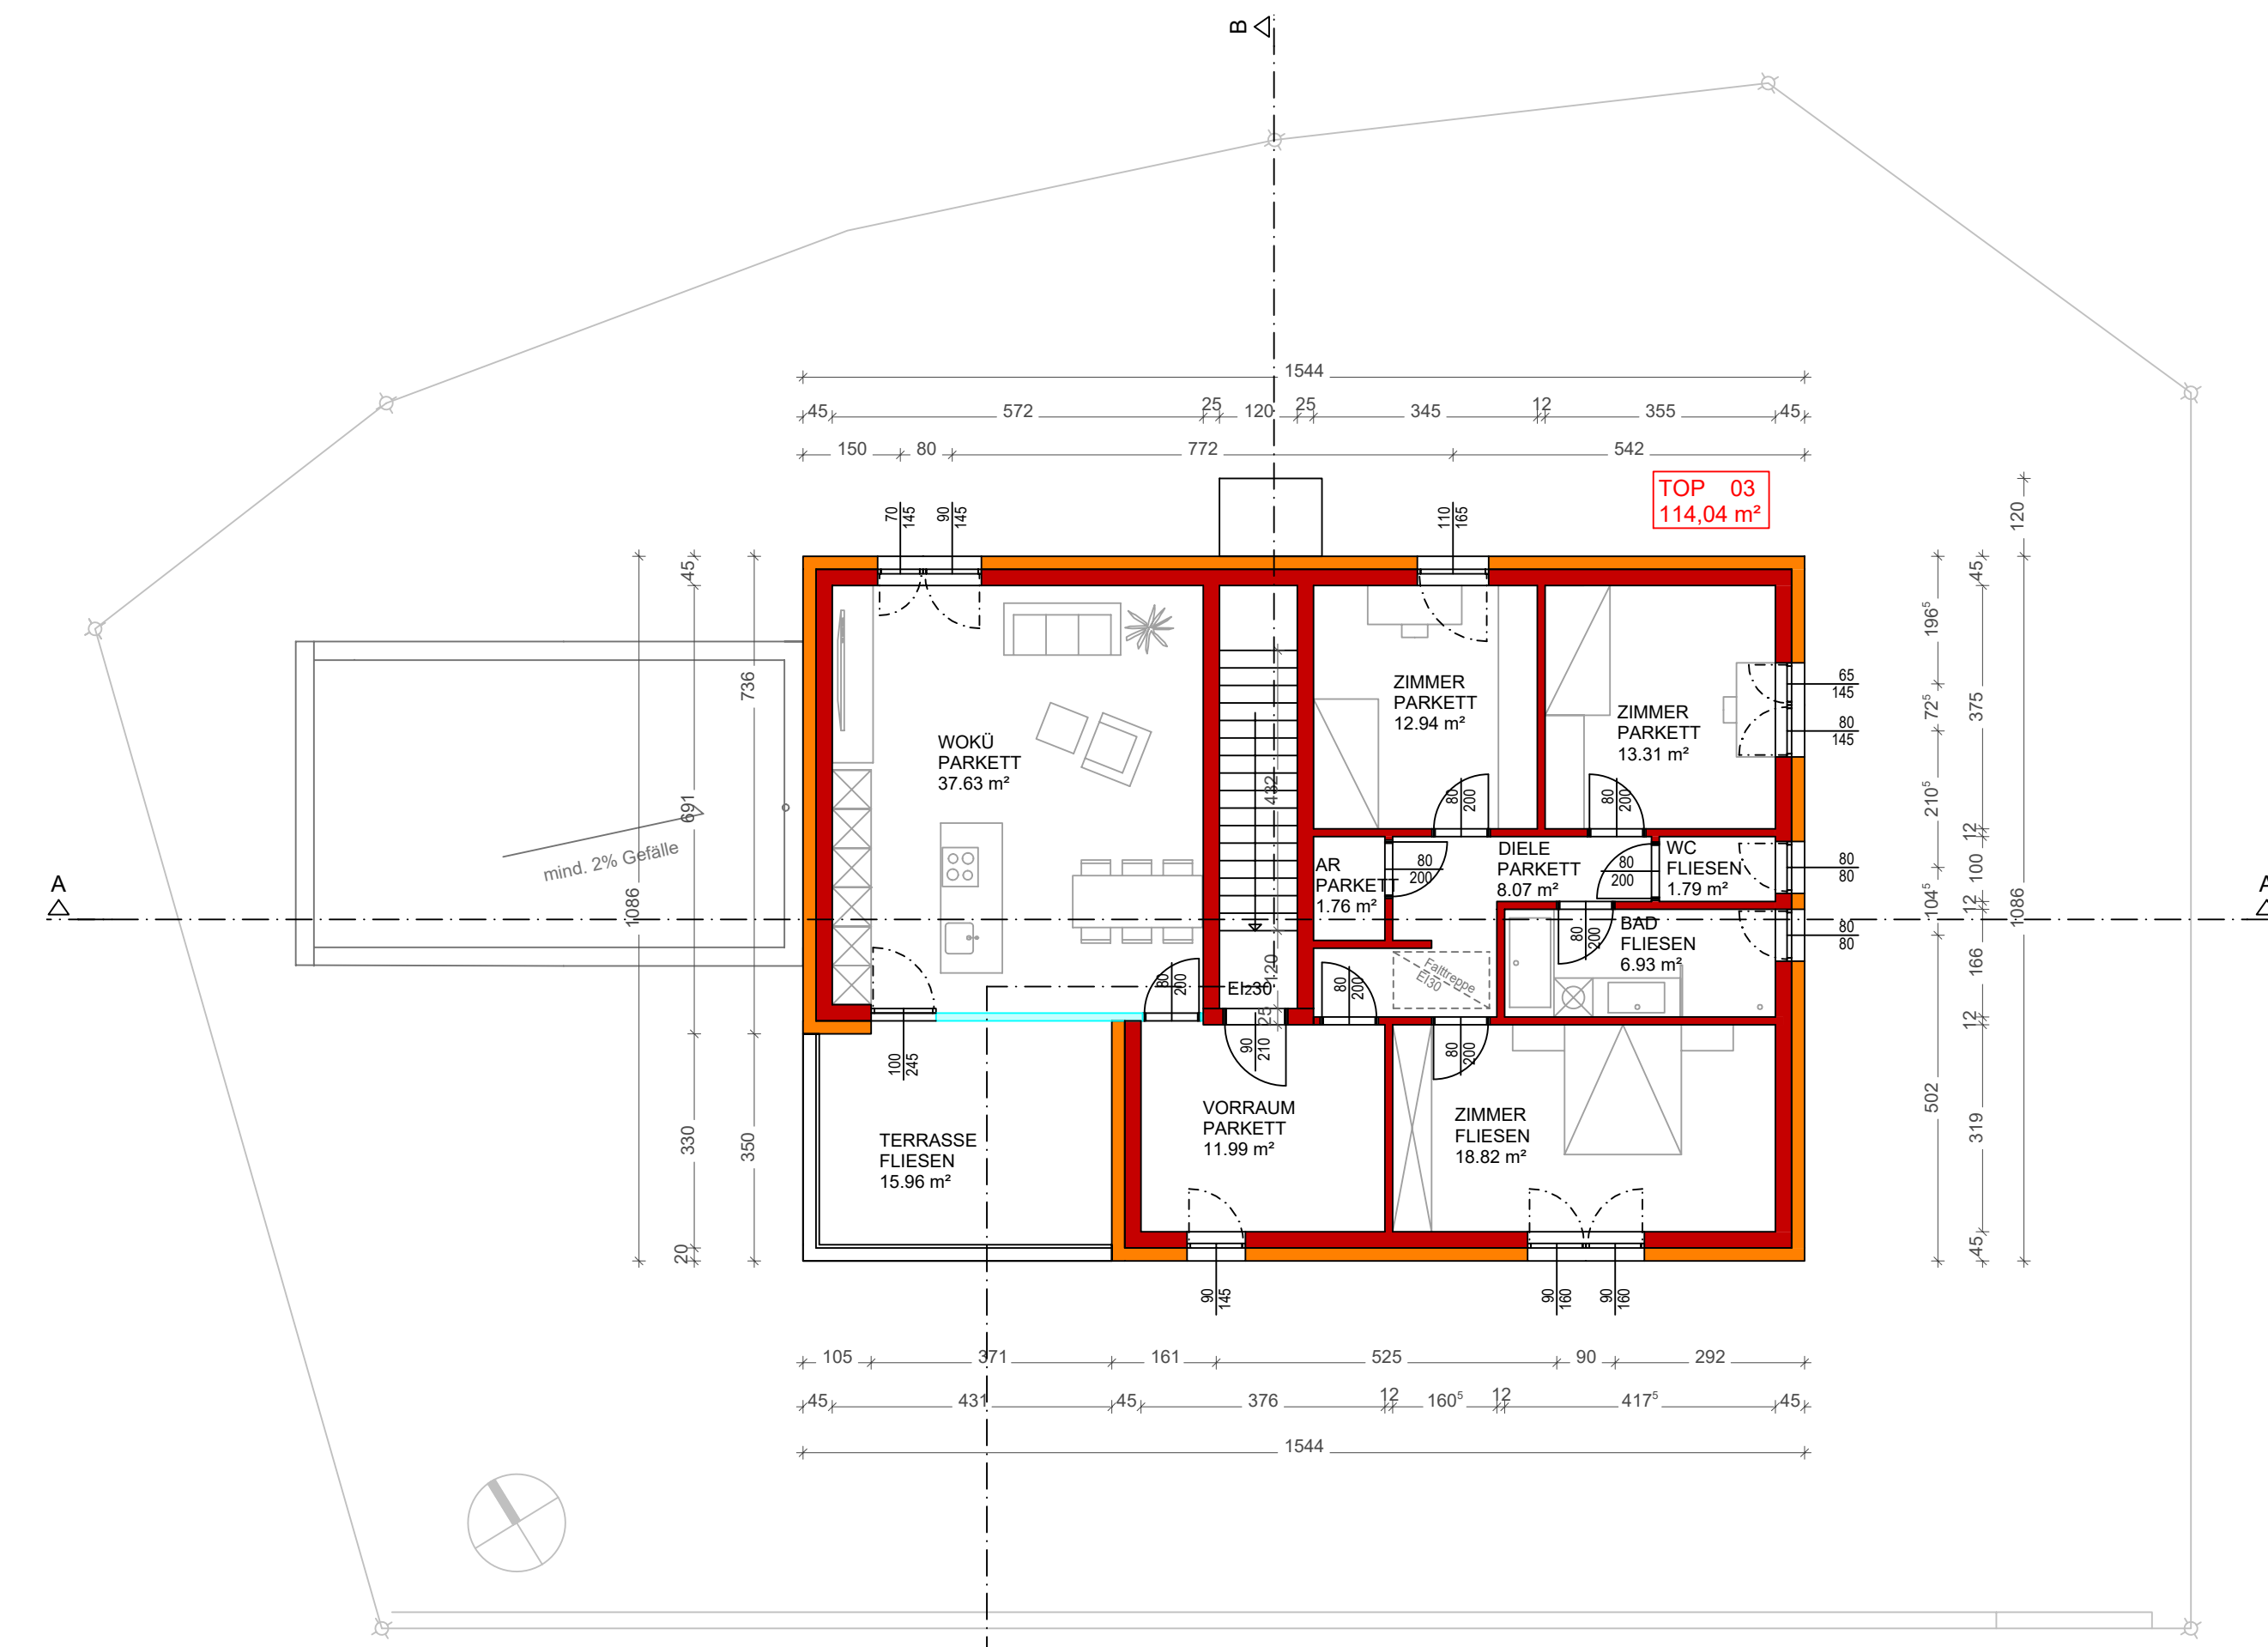 B
1544
45 572 25 120 25 345 12 355 45
150 80 772 542
TOP 03
114,04 m²
70
145
90
145
110
165
120
1086
45
691
330
20
736
350
196⁵
72⁵
210⁵
104⁵
502
45
375
12
100
12
166
12
319
45
1086
65
145
80
145
80
80
80
80
WOKÜ
PARKETT
37.63 m²
ZIMMER
PARKETT
12.94 m²
ZIMMER
PARKETT
13.31 m²
432
120
25
80
200
80
200
AR
PARKETT
1.76 m²
80
200
DIELE
PARKETT
8.07 m²
80
200
WC
FLIESEN
1.79 m²
BAD
FLIESEN
6.93 m²
80
200
Falttreppe
EI30
EI₂30
80
200
80
200
90
210
80
200
100
245
mind. 2% Gefälle
A
A
TERRASSE
FLIESEN
15.96 m²
VORRAUM
PARKETT
11.99 m²
ZIMMER
FLIESEN
18.82 m²
90
145
90
160
90
160
105 371 161 525 90 292
45 431 45 376 12 160⁵ 12 417⁵ 45
1544